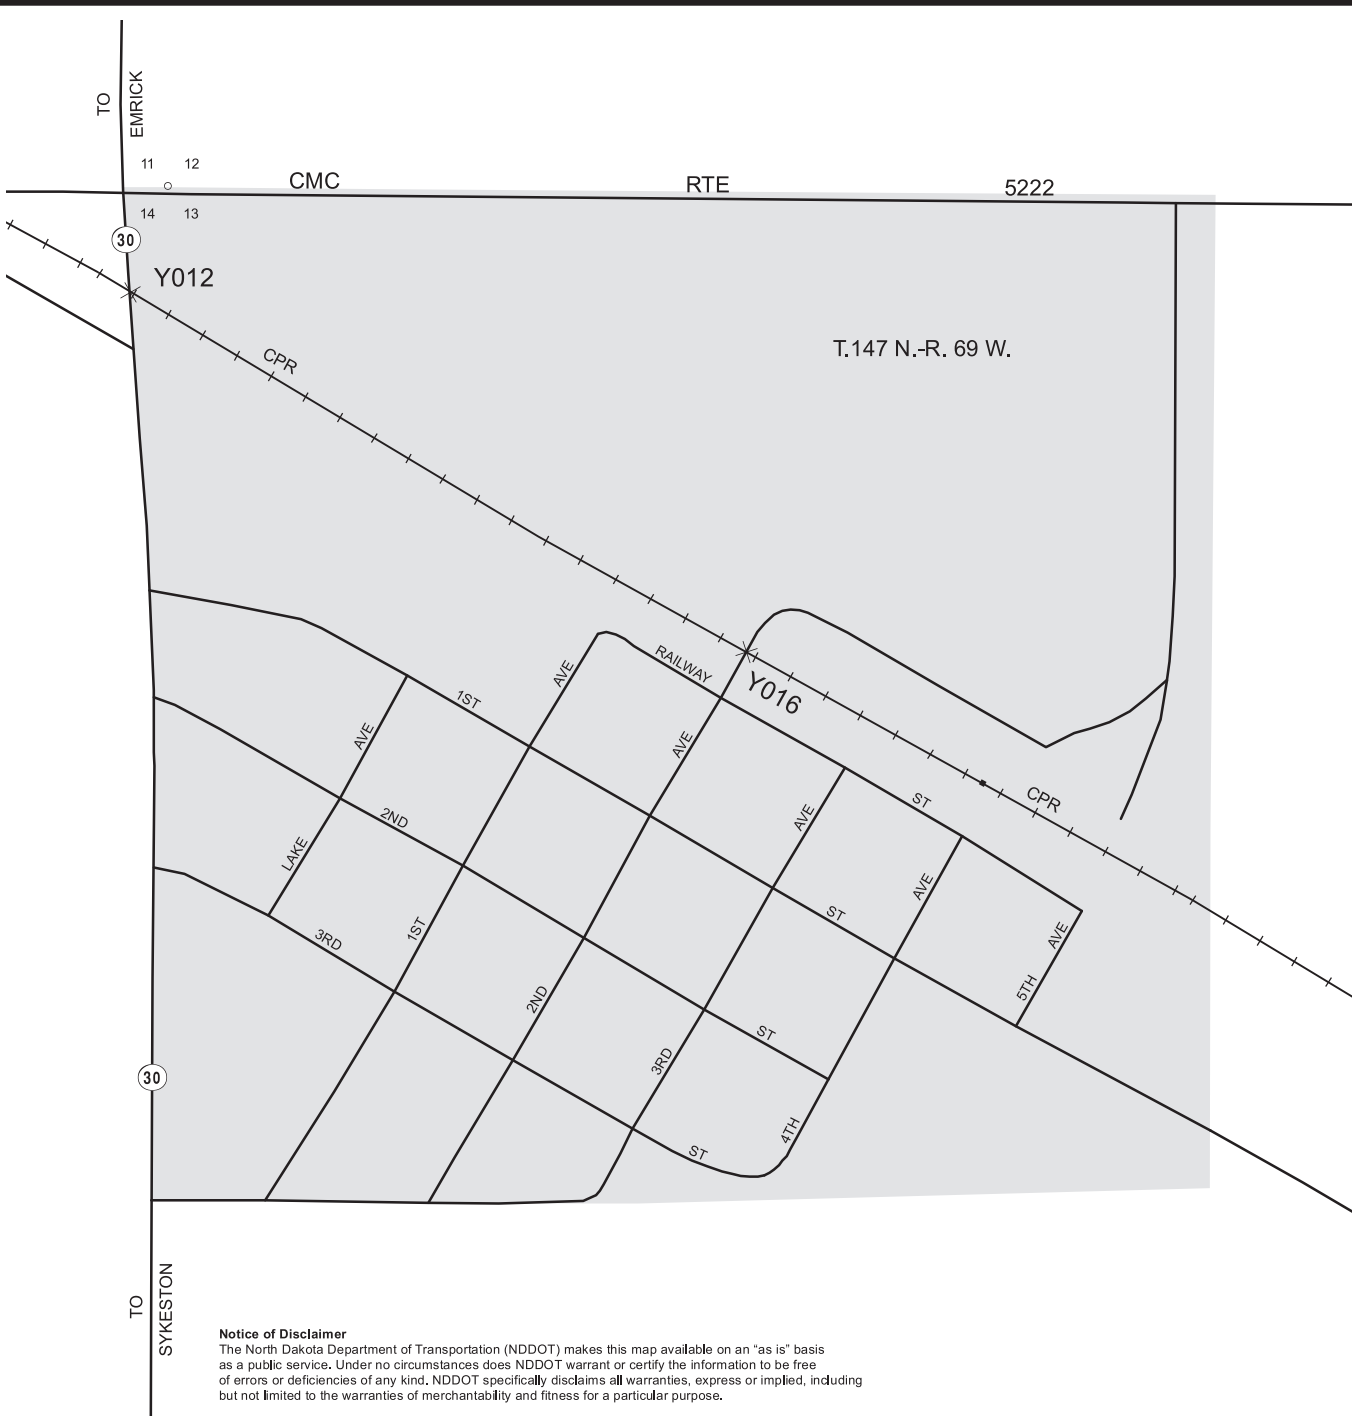 TO
EMRICK
11 12
CMC RTE 5222
14 13
30
Y012
CPR
T.147 N.-R. 69 W.
RAILWAY
AVE
1ST
Y016
AVE
AVE
ST
CPR
AVE
2ND
LAKE
AVE
ST
AVE
1ST
3RD
5TH
2ND
ST
3RD
30
4TH
ST
TO
SYKESTON
Notice of Disclaimer
The North Dakota Department of Transportation (NDDOT) makes this map available on an “as is” basis
as a public service. Under no circumstances does NDDOT warrant or certify the information to be free
of errors or deficiencies of any kind. NDDOT specifically disclaims all warranties, express or implied, including
but not limited to the warranties of merchantability and fitness for a particular purpose.